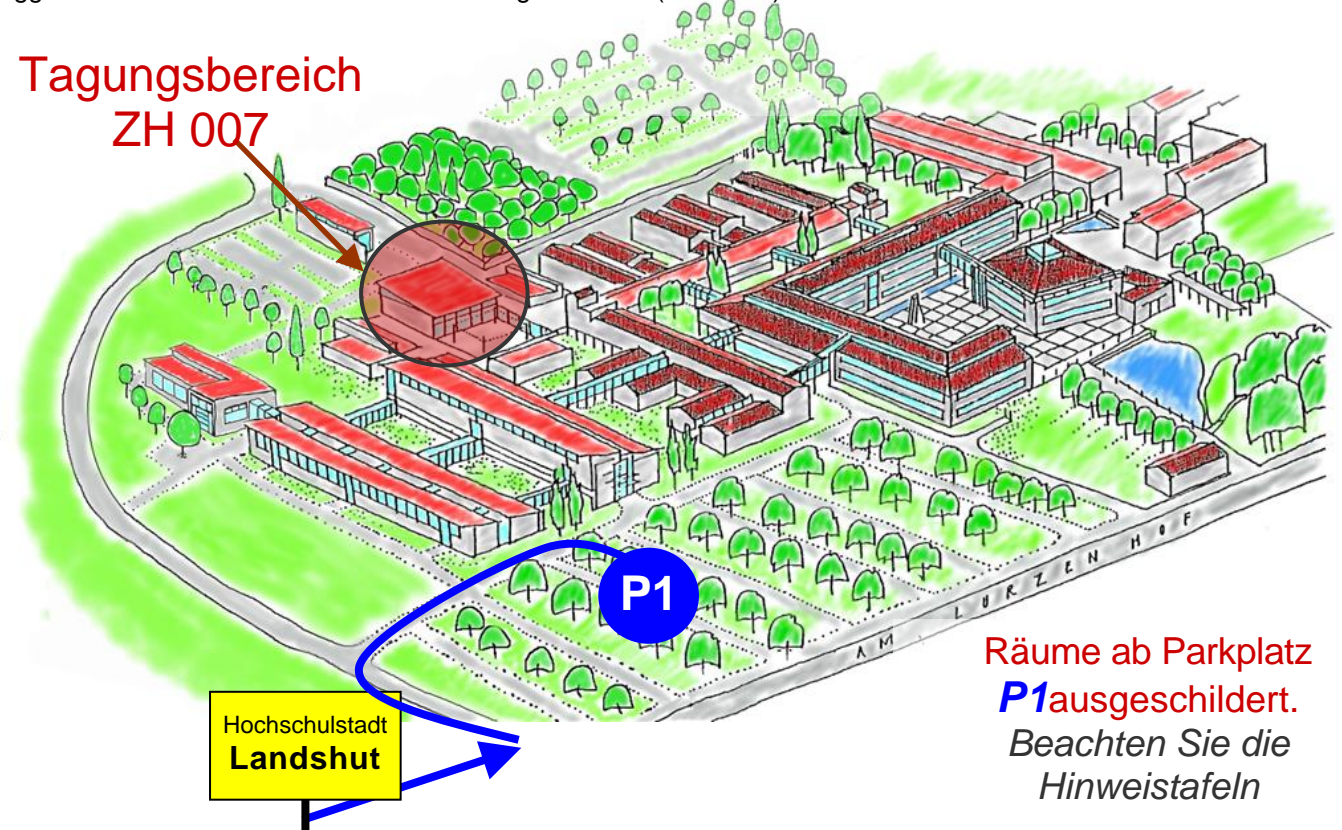 Tagungsbereich
ZH 007
P1
AM LURZENHOF
Hochschulstadt
Landshut
Räume ab Parkplatz
P1ausgeschildert.
Beachten Sie die
Hinweistafeln